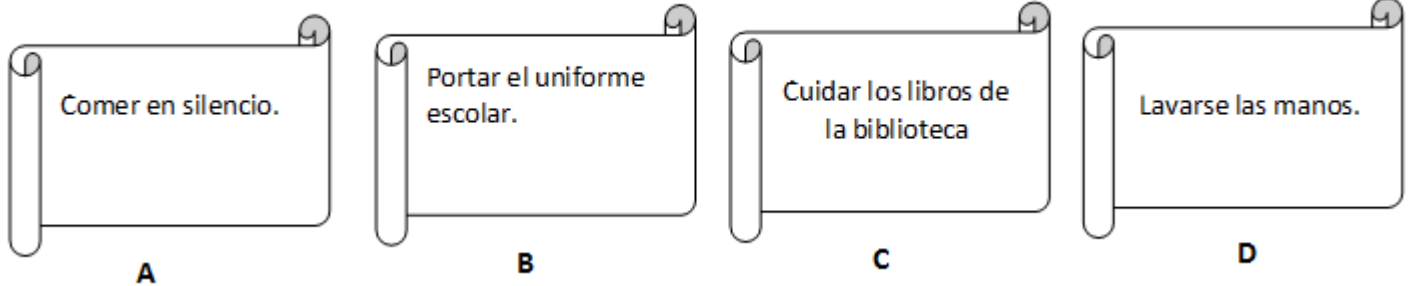 Comer en silencio.
Portar el uniforme
escolar.
Cuidar los libros de
la biblioteca
Lavarse las manos.
A
B
C
D